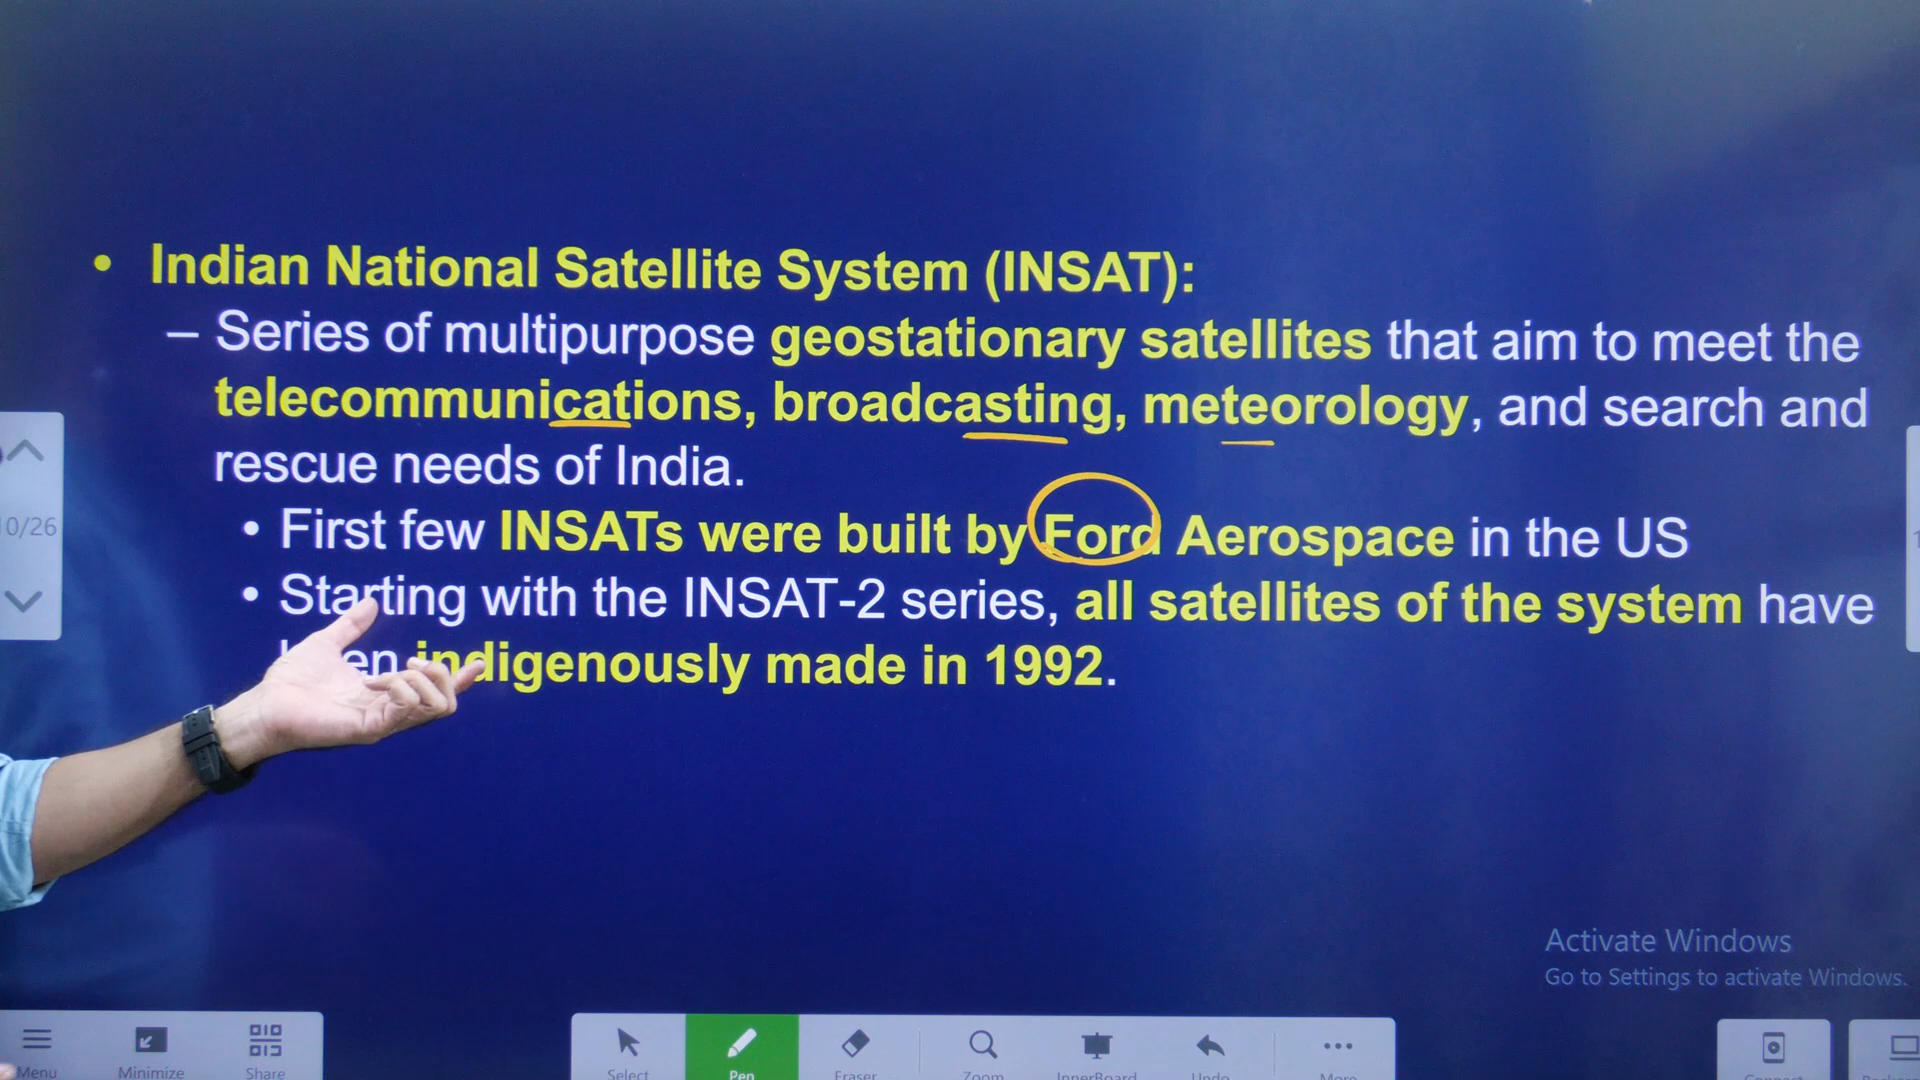 • Indian National Satellite System (INSAT):
– Series of multipurpose geostationary satellites that aim to meet the
telecommunications, broadcasting, meteorology, and search and
rescue needs of India.
• First few INSATs were built by Ford Aerospace in the US
• Starting with the INSAT-2 series, all satellites of the system have
indigenously made in 1992.
10/26
Activate Windows
Go to Settings to activate Windows.
Menu Minimize Share Select Pen Eraser Zoom InnerBoard Undo More